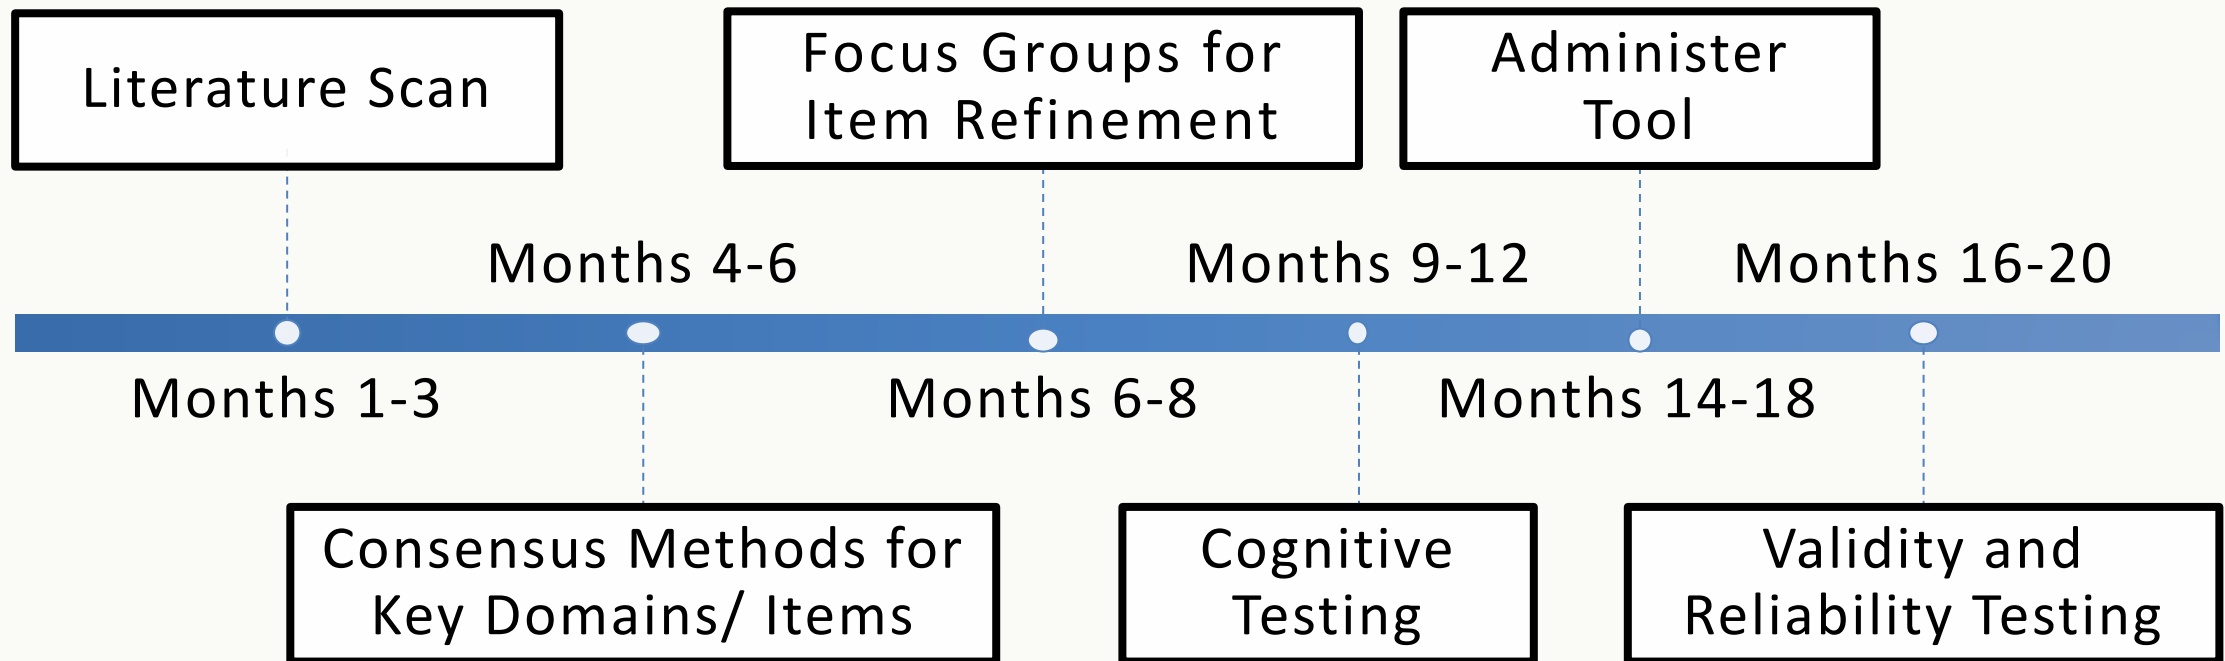 Literature Scan
Focus Groups for
Item Refinement
Administer
Tool
Months 4-6
Months 9-12
Months 16-20
Months 1-3
Months 6-8
Months 14-18
Consensus Methods for
Key Domains/ Items
Cognitive
Testing
Validity and
Reliability Testing